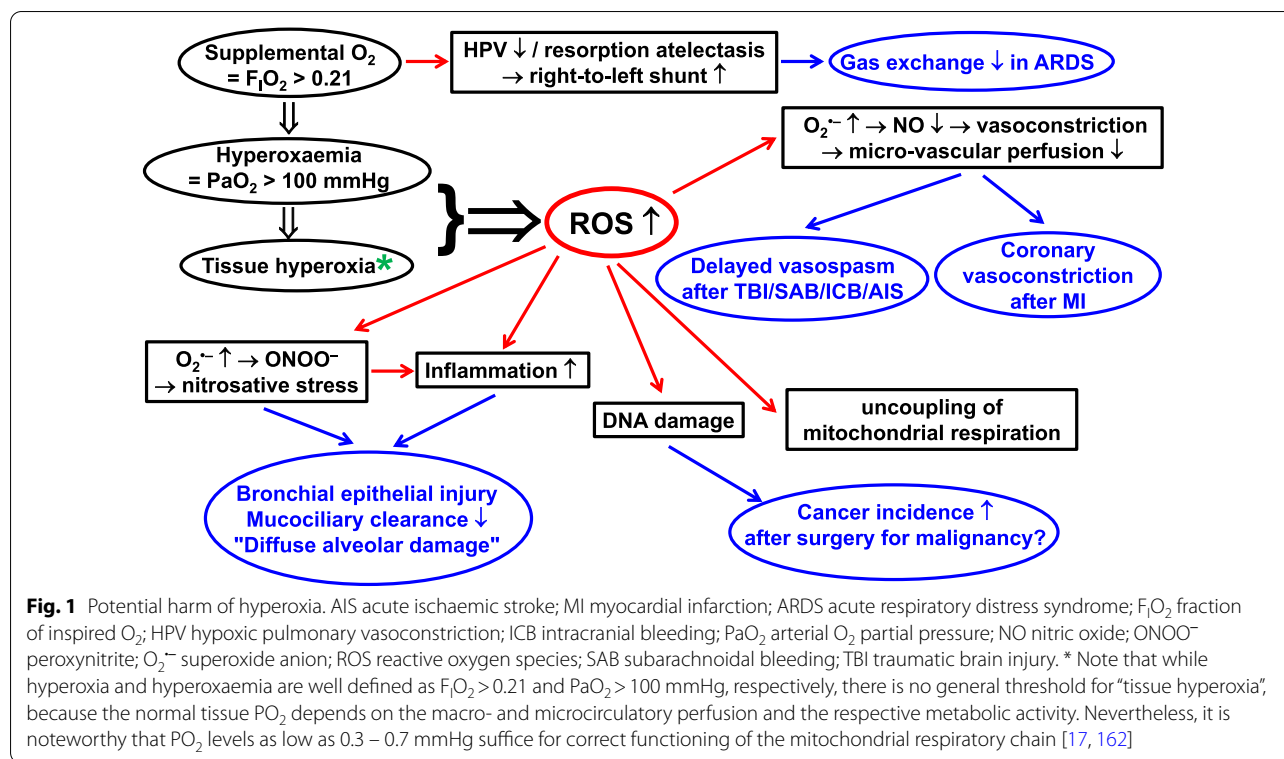 Supplemental O₂
= FIO₂ > 0.21
HPV ↓ / resorption atelectasis
→ right-to-left shunt ↑
Gas exchange ↓ in ARDS
Hyperoxaemia
= PaO₂ > 100 mmHg
O₂•– ↑ → NO ↓ → vasoconstriction
→ micro-vascular perfusion ↓
Tissue hyperoxia*
}
ROS ↑
Delayed vasospasm
after TBI/SAB/ICB/AIS
Coronary
vasoconstriction
after MI
O₂•– ↑ → ONOO–
→ nitrosative stress
Inflammation ↑
DNA damage
uncoupling of
mitochondrial respiration
Bronchial epithelial injury
Mucociliary clearance ↓
"Diffuse alveolar damage"
Cancer incidence ↑
after surgery for malignancy?
Fig. 1 Potential harm of hyperoxia. AIS acute ischaemic stroke; MI myocardial infarction; ARDS acute respiratory distress syndrome; FIO₂ fraction
of inspired O₂; HPV hypoxic pulmonary vasoconstriction; ICB intracranial bleeding; PaO₂ arterial O₂ partial pressure; NO nitric oxide; ONOO–
peroxynitrite; O₂•– superoxide anion; ROS reactive oxygen species; SAB subarachnoidal bleeding; TBI traumatic brain injury. * Note that while
hyperoxia and hyperoxaemia are well defined as FIO₂ > 0.21 and PaO₂ > 100 mmHg, respectively, there is no general threshold for “tissue hyperoxia”,
because the normal tissue PO₂ depends on the macro- and microcirculatory perfusion and the respective metabolic activity. Nevertheless, it is
noteworthy that PO₂ levels as low as 0.3 – 0.7 mmHg suffice for correct functioning of the mitochondrial respiratory chain [17, 162]